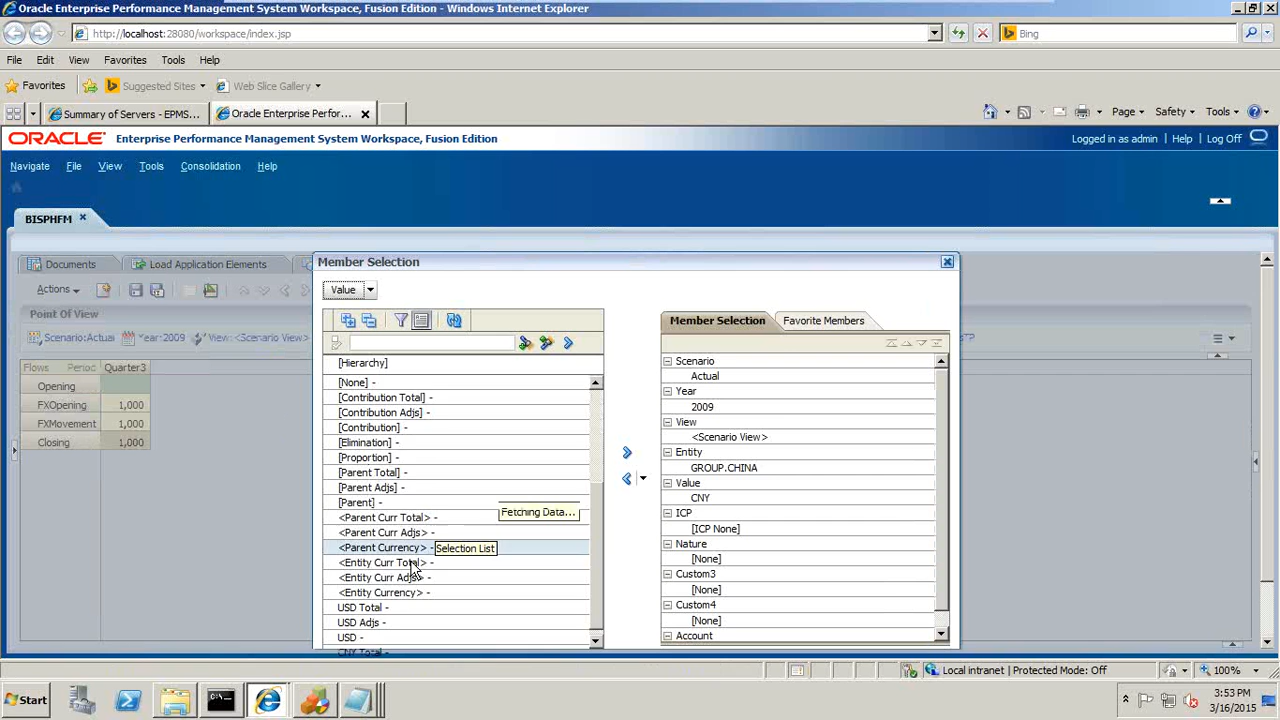 Oracle Enterprise Performance Management System Workspace, Fusion Edition - Windows Internet Explorer
http://localhost:28080/workspace/index.jsp
Bing
File Edit View Favorites Tools Help
Favorites Suggested Sites Web Slice Gallery
Summary of Servers - EPMS... Oracle Enterprise Perfor... Page Safety Tools
ORACLE Enterprise Performance Management System Workspace, Fusion Edition Logged in as admin Help Log Off
Navigate File View Tools Consolidation Help
BISPHFM
Member Selection
Documents Load Application Elements
Value
Actions
Point Of View
Member Selection Favorite Members
Scenario:Actual Year:2009 View:<Scenario View>
Flows Period Quarter3
Opening
FXOpening 1,000
FXMovement 1,000
Closing 1,000
[Hierarchy]
[None] -
[Contribution Total] -
[Contribution Adjs] -
[Contribution] -
[Elimination] -
[Proportion] -
[Parent Total] -
[Parent Adjs] -
[Parent] -
Fetching Data...
<Parent Curr Total> -
<Parent Curr Adjs> -
<Parent Currency> - Selection List
<Entity Curr Total> -
<Entity Curr Adjs> -
<Entity Currency> -
USD Total -
USD Adjs -
USD -
CNY Total -
Scenario
Actual
Year
2009
View
<Scenario View>
Entity
GROUP.CHINA
Value
CNY
ICP
[ICP None]
Nature
[None]
Custom3
[None]
Custom4
[None]
Account
Local intranet | Protected Mode: Off 100%
Start
3:53 PM
3/16/2015